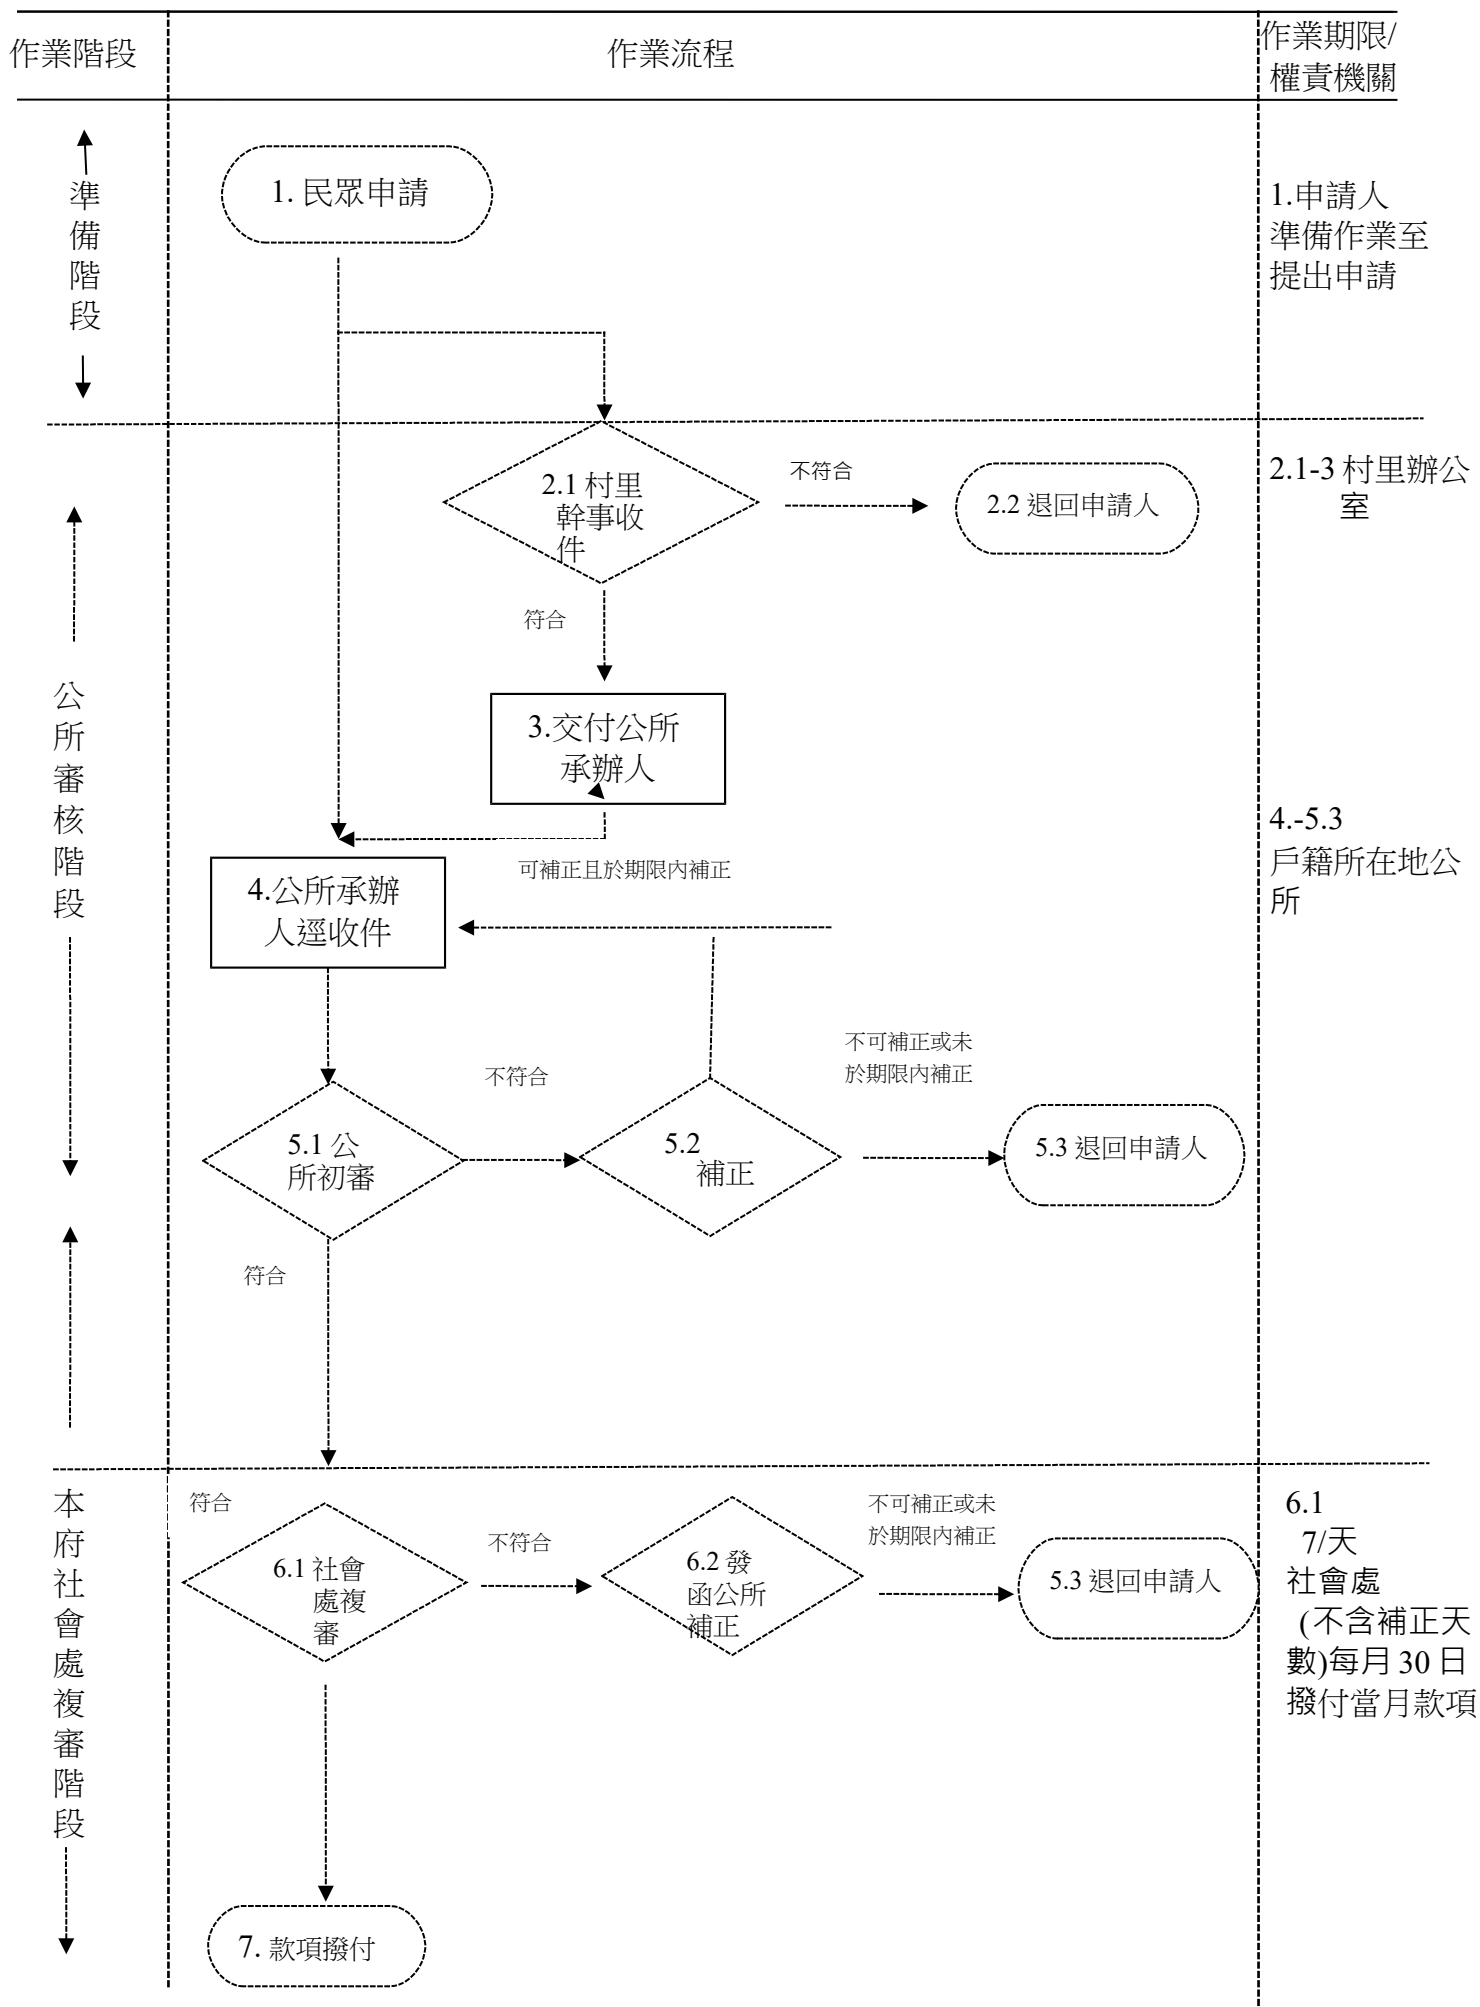 作業階段
作業流程
作業期限/
權責機關
準
備
階
段
1. 民眾申請
1.申請人
準備作業至
提出申請
2.1 村里
幹事收
件
不符合
2.2 退回申請人
2.1-3 村里辦公
室
符合
公
所
審
核
階
段
3.交付公所
承辦人
4.-5.3
戶籍所在地公
所
可補正且於期限內補正
4.公所承辦
人逕收件
不可補正或未
於期限內補正
不符合
5.1 公
所初審
5.2
補正
5.3 退回申請人
符合
本
府
社
會
處
複
審
階
段
符合
6.1 社會
處複
審
不符合
6.2 發
函公所
補正
不可補正或未
於期限內補正
5.3 退回申請人
6.1
7/天
社會處
(不含補正天
數)每月 30 日
撥付當月款項
7. 款項撥付